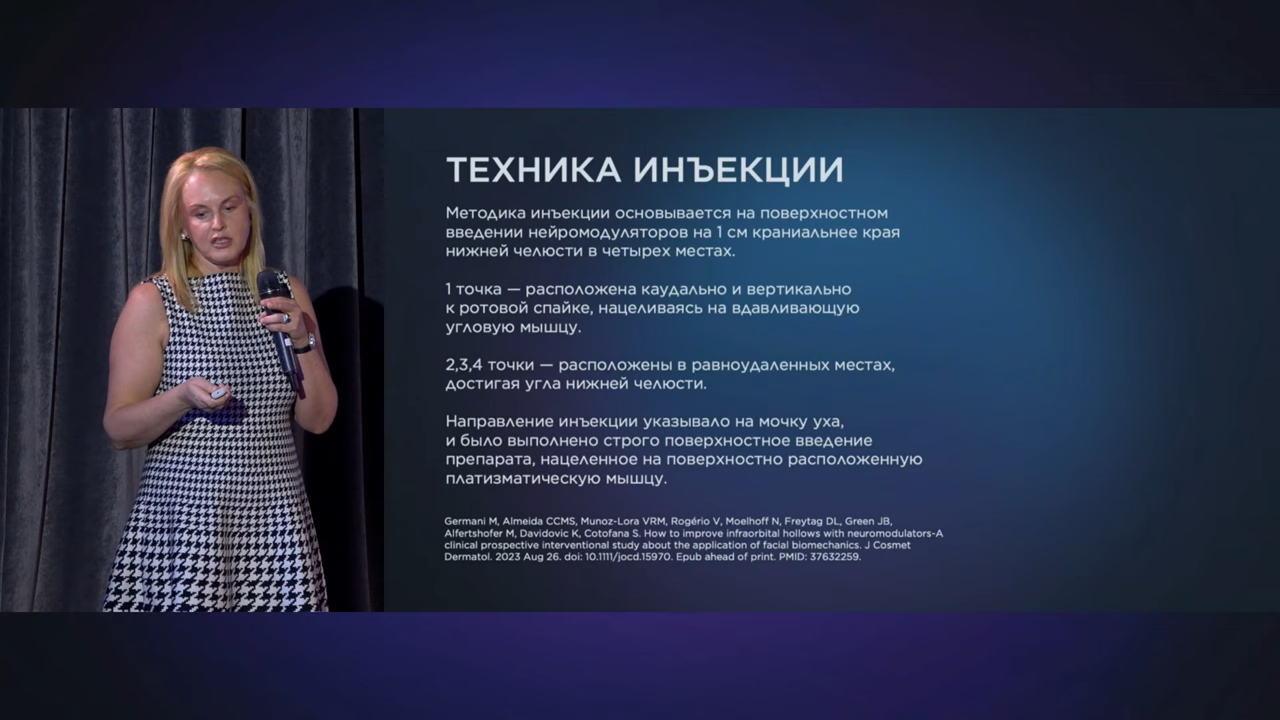 ТЕХНИКА ИНЪЕКЦИИ
Методика инъекции основывается на поверхностном
введении нейромодуляторов на 1 см краниальнее края
нижней челюсти в четырех местах.
1 точка — расположена каудально и вертикально
к ротовой спайке, нацеливаясь на вдавливающую
угловую мышцу.
2,3,4 точки — расположены в равноудаленных местах,
достигая угла нижней челюсти.
Направление инъекции указывало на мочку уха,
и было выполнено строго поверхностное введение
препарата, нацеленное на поверхностно расположенную
платизматическую мышцу.
Germani M, Almeida CCMS, Munoz-Lora VRM, Rogério V, Moelhoff N, Freytag DL, Green JB,
Alfertshofer M, Davidovic K, Cotofana S. How to improve infraorbital hollows with neuromodulators-A
clinical prospective interventional study about the application of facial biomechanics. J Cosmet
Dermatol. 2023 Aug 26. doi: 10.1111/jocd.15970. Epub ahead of print. PMID: 37632259.